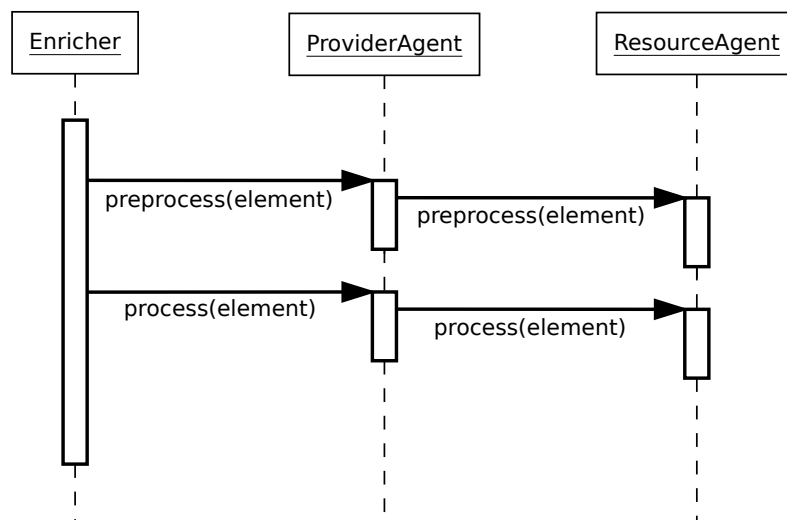 Enricher
ProviderAgent
ResourceAgent
preprocess(element)
preprocess(element)
process(element)
process(element)